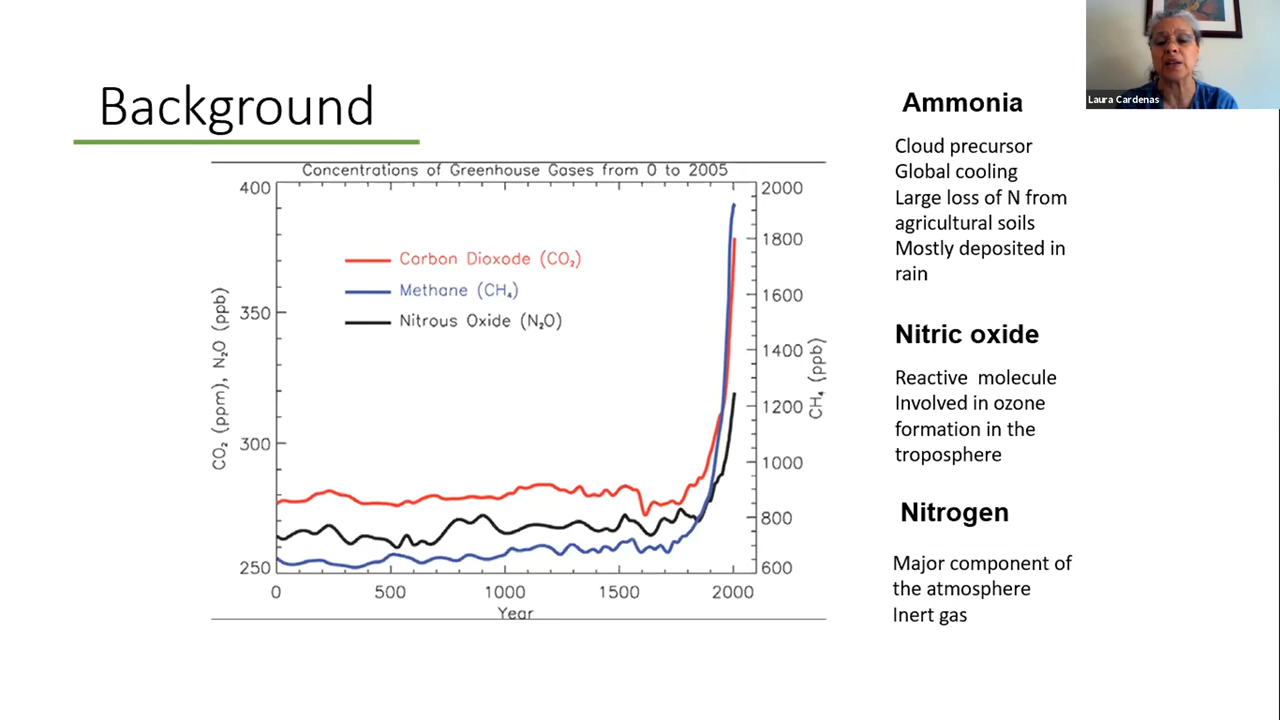 Background
Concentrations of Greenhouse Gases from 0 to 2005
400
350
300
250
CO₂ (ppm), N₂O (ppb)
Carbon Dioxode (CO₂)
Methane (CH₄)
Nitrous Oxide (N₂O)
2000
1800
1600
1400
1200
1000
800
600
CH₄ (ppb)
0 500 1000 1500 2000
Year
Ammonia
Cloud precursor
Global cooling
Large loss of N from
agricultural soils
Mostly deposited in
rain
Nitric oxide
Reactive molecule
Involved in ozone
formation in the
troposphere
Nitrogen
Major component of
the atmosphere
Inert gas
Laura Cardenas